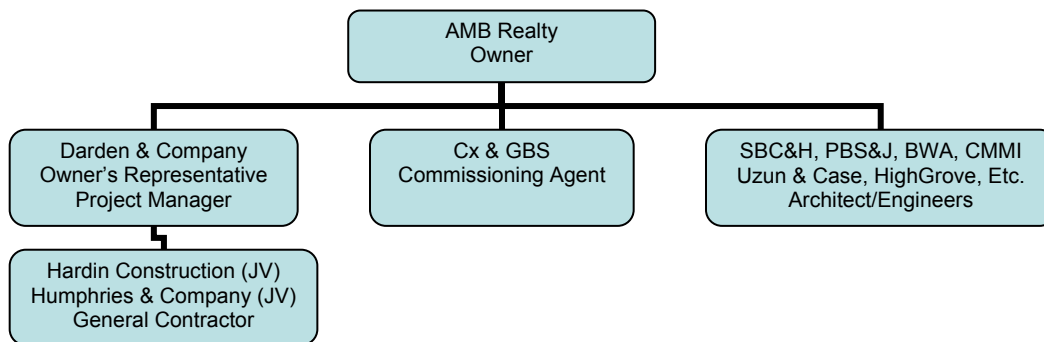 AMB Realty
Owner
Darden & Company
Owner’s Representative
Project Manager
Cx & GBS
Commissioning Agent
SBC&H, PBS&J, BWA, CMMI
Uzun & Case, HighGrove, Etc.
Architect/Engineers
Hardin Construction (JV)
Humphries & Company (JV)
General Contractor